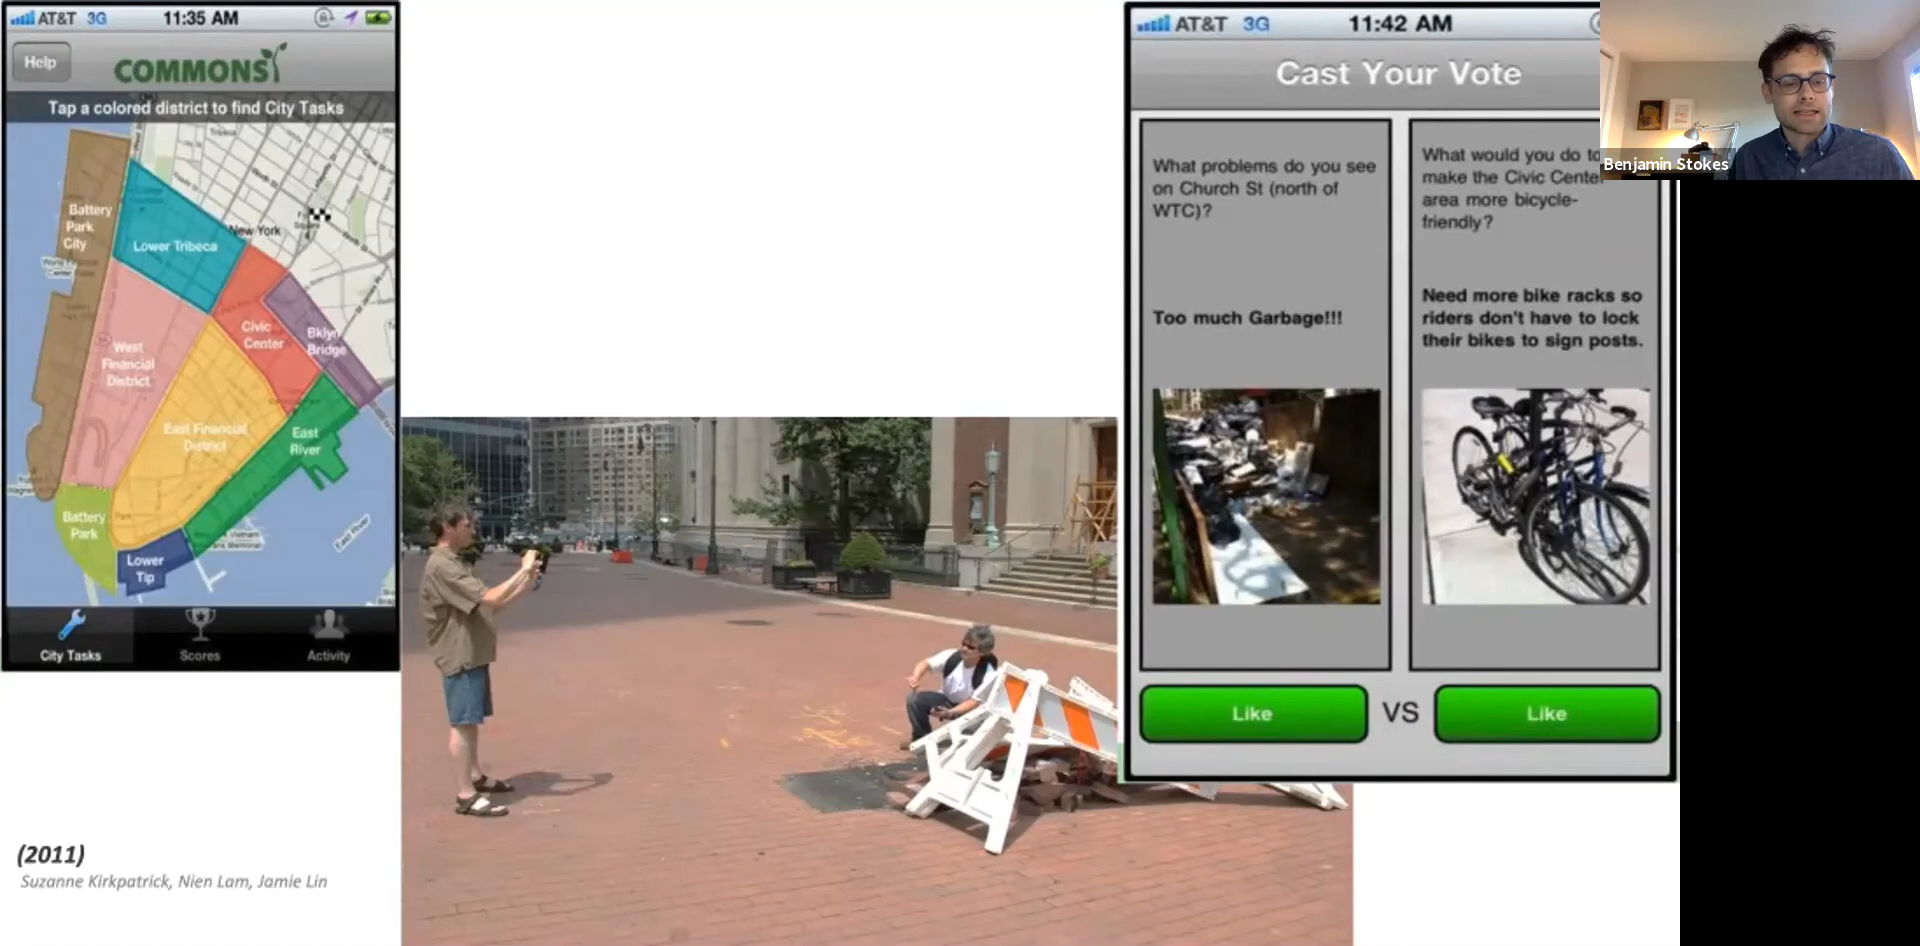 AT&T 3G 11:35 AM
Help
COMMONS
Tap a colored district to find City Tasks
Battery
Park
City
Lower Tribeca
New York
West
Financial
District
Civic
Center
Bklyn
Bridge
East Financial
District
East
River
Battery
Park
Lower
Tip
East River
City Tasks
Scores
Activity
(2011)
Suzanne Kirkpatrick, Nien Lam, Jamie Lin
AT&T 3G 11:42 AM
Cast Your Vote
What problems do you see
on Church St (north of
WTC)?
Too much Garbage!!!
What would you do to
make the Civic Center
area more bicycle-
friendly?
Need more bike racks so
riders don't have to lock
their bikes to sign posts.
Like
VS
Like
Benjamin Stokes